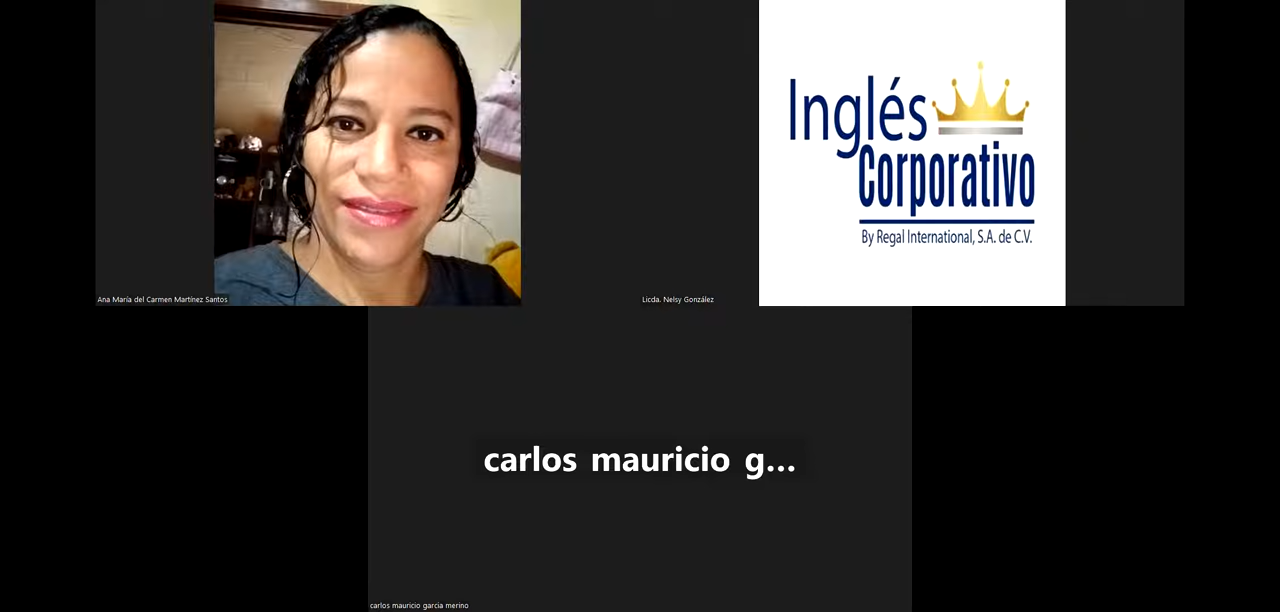 Inglés
Corporativo
By Regal International, S.A. de C.V.
Ana María del Carmen Martínez Santos
Licda. Nelsy González
carlos mauricio g...
carlos mauricio garcia merino